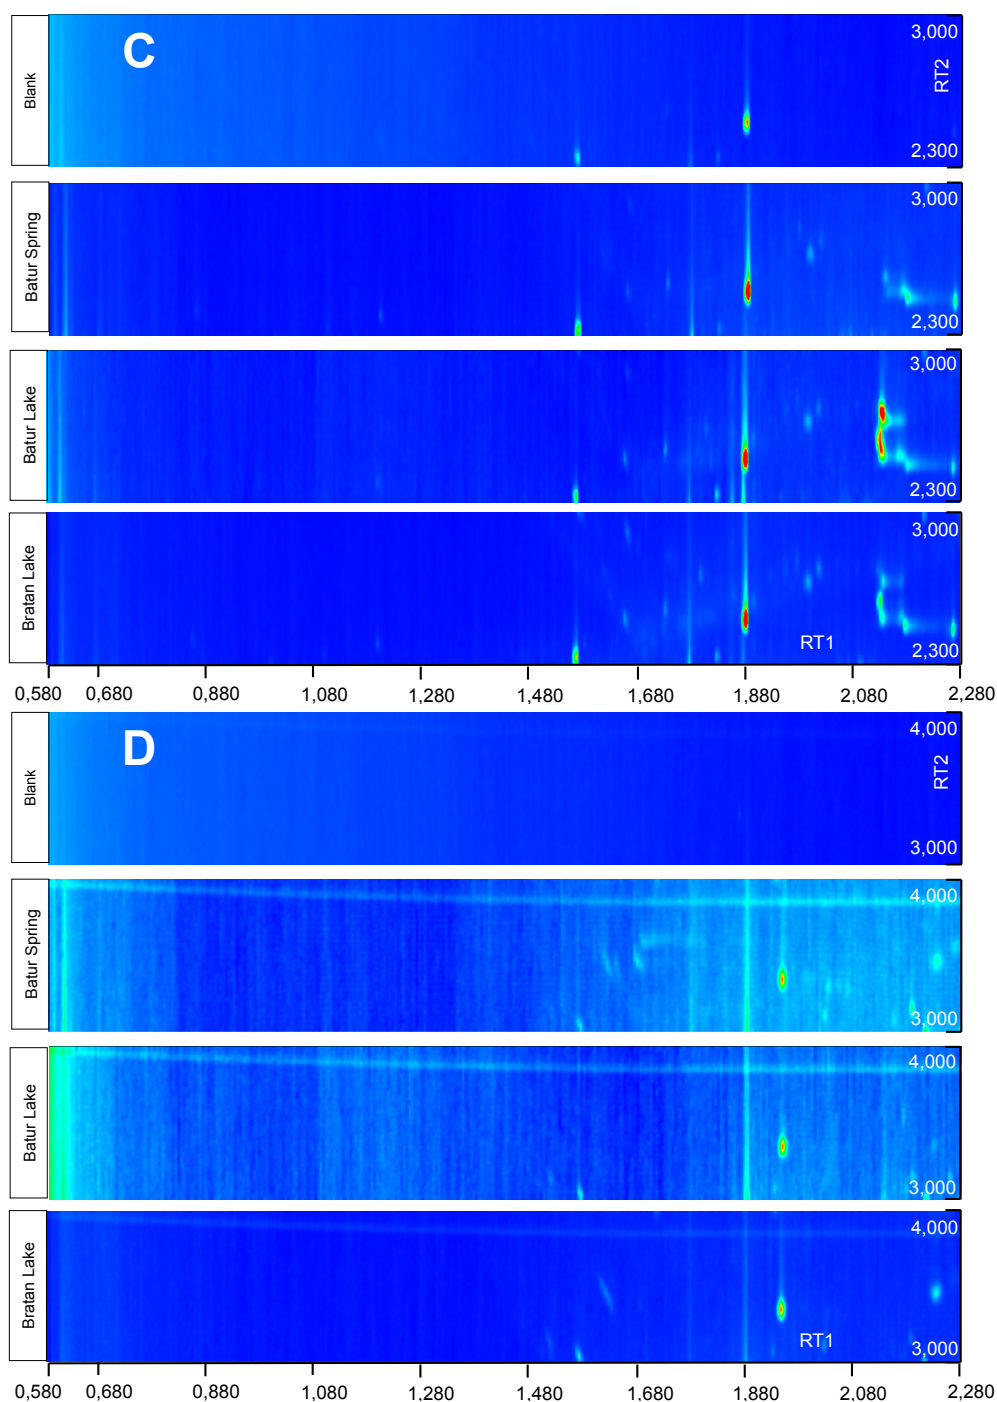 C
Blank
3,000
RT2
2,300
Batur Spring
3,000
2,300
Batur Lake
3,000
2,300
Bratan Lake
3,000
RT1
2,300
0,580 0,680 0,880 1,080 1,280 1,480 1,680 1,880 2,080 2,280
D
Blank
4,000
RT2
3,000
Batur Spring
4,000
3,000
Batur Lake
4,000
3,000
Bratan Lake
4,000
RT1
3,000
0,580 0,680 0,880 1,080 1,280 1,480 1,680 1,880 2,080 2,280